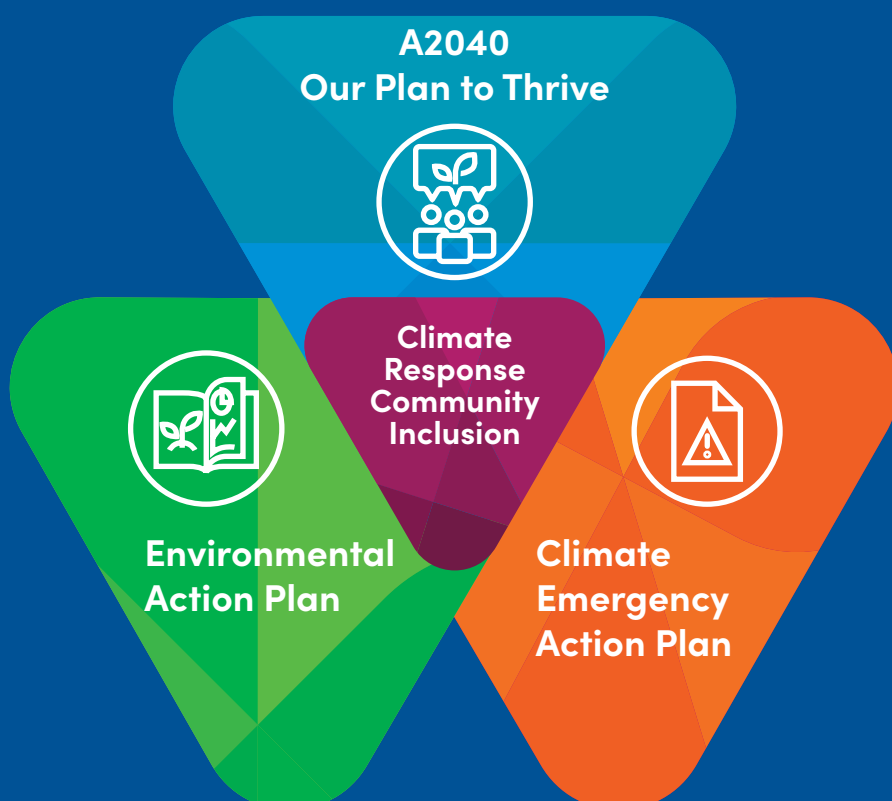 A2040
Our Plan to Thrive
Climate
Response
Community
Inclusion
Environmental
Action Plan
Climate
Emergency
Action Plan